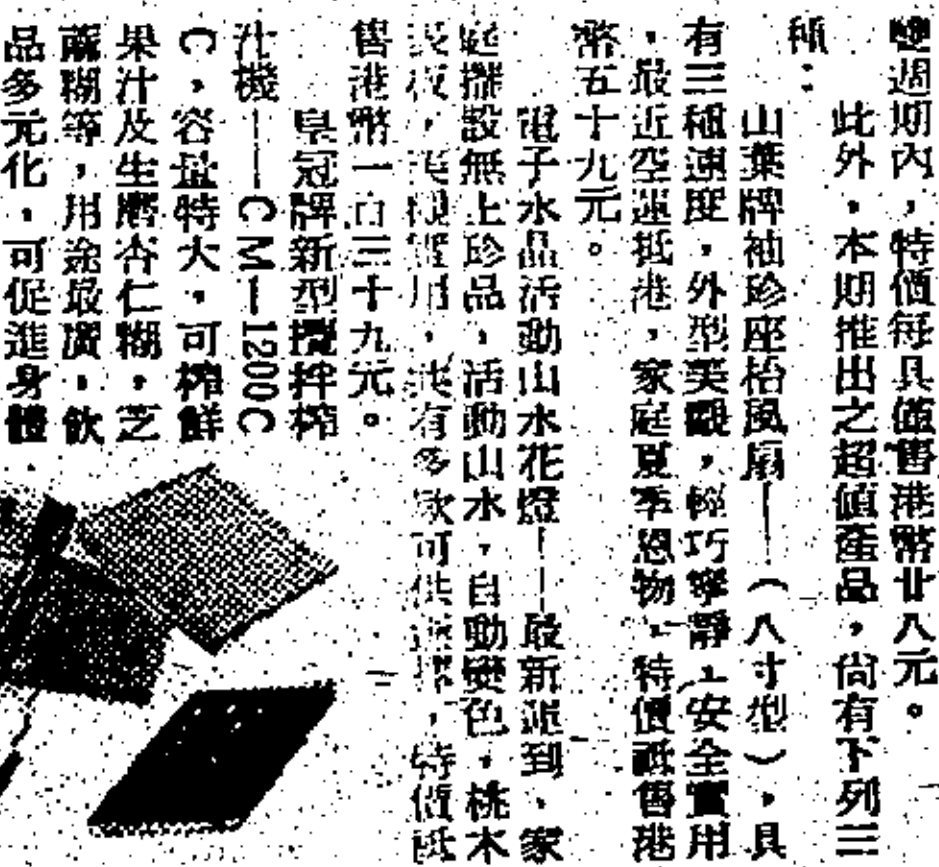 週期內，特價每具僅售港幣廿八元。
此外，本期推出之超值產品，尚有下列三
種：
山葉牌袖珍座枱風扇——（八寸型），具
有三種速度，外型美觀，輕巧寧靜，安全實用
，最近空運抵港，家庭夏季恩物，特價祗售港
幣五十九元。
電子水晶活動山水花燈——最新派到，家
庭擺設無上珍品，活動山水，自動變色，桃木
，美觀實用，共有多款可供選擇，特價祗
售港幣一百三十九元。
皇冠牌新型攪拌榨
汁機——CM—1200C
C，容量特大，可榨鮮
果汁及生磨杏仁糊，芝
蔴糊等，用途最廣，飲
品多元化，可促進身體